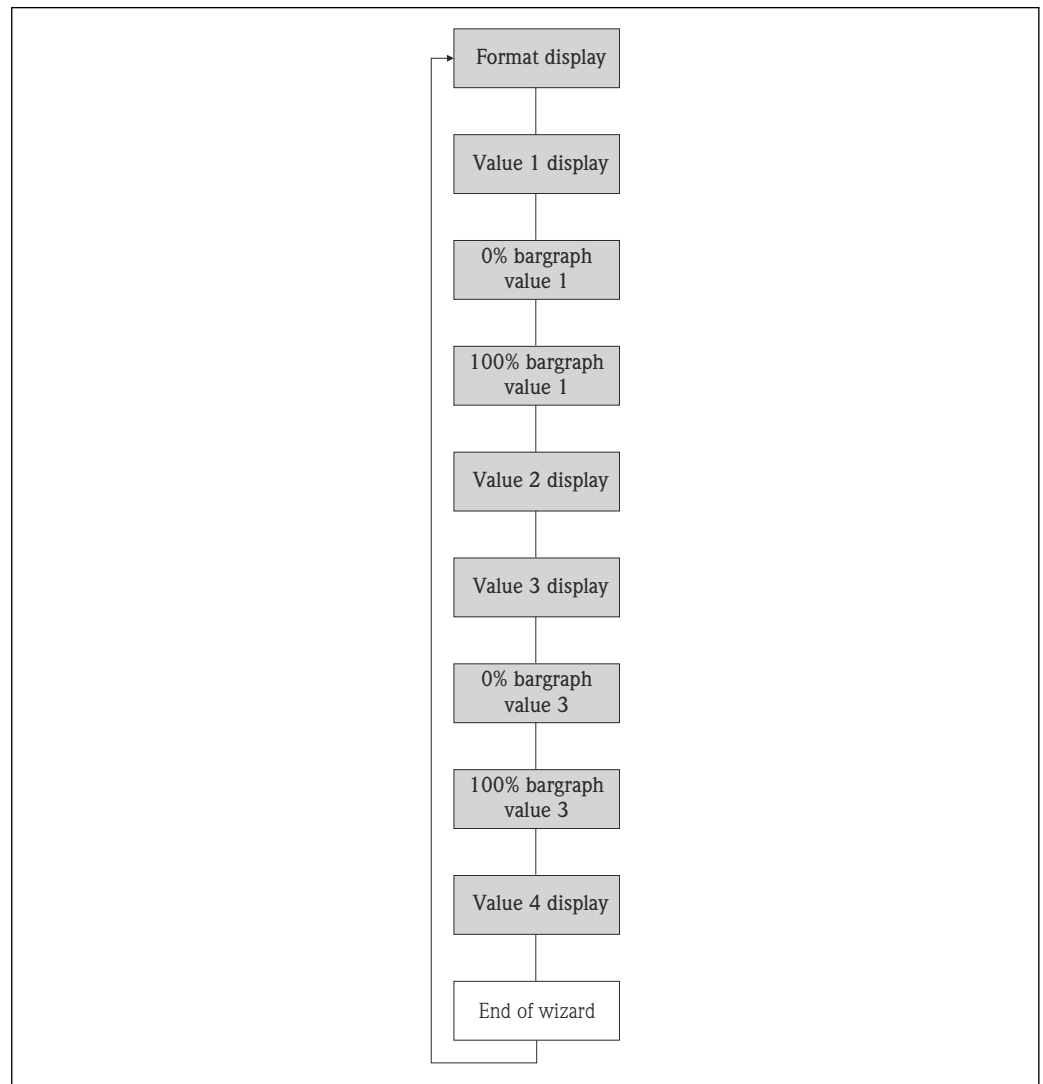 Format display
Value 1 display
0% bargraph
value 1
100% bargraph
value 1
Value 2 display
Value 3 display
0% bargraph
value 3
100% bargraph
value 3
Value 4 display
End of wizard